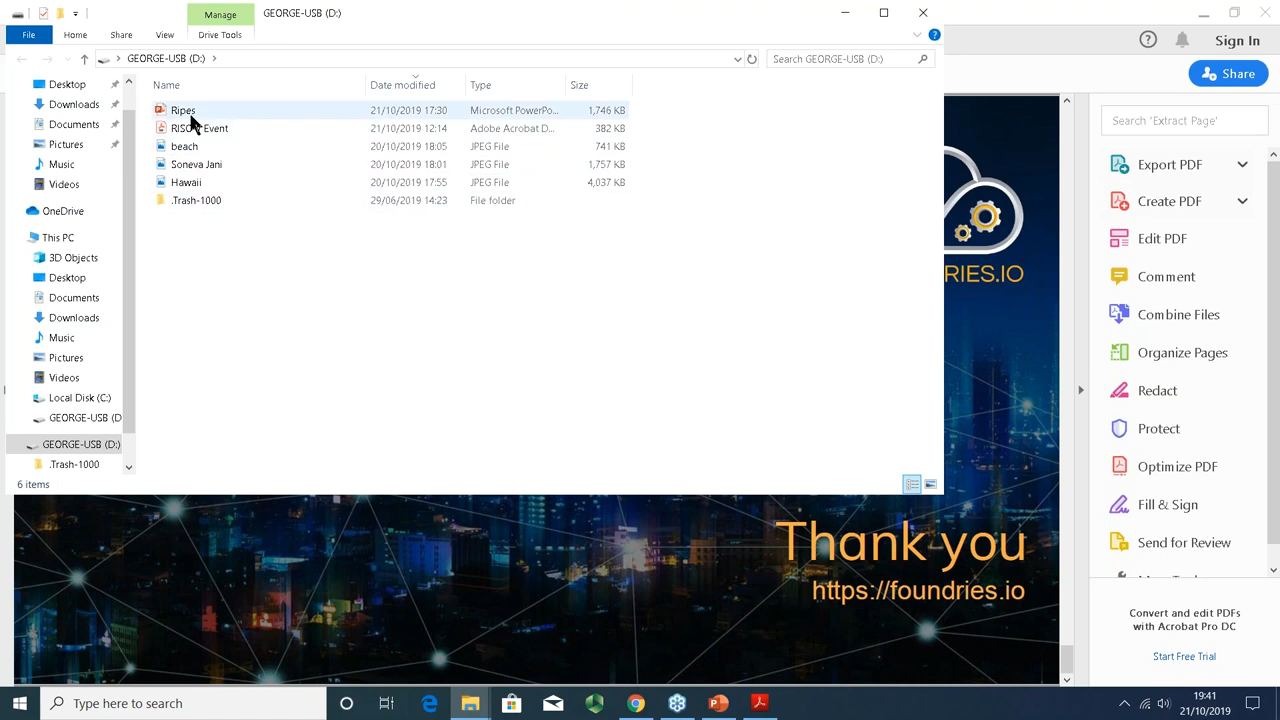 Manage
GEORGE-USB (D:)
File
Home
Share
View
Drive Tools
GEORGE-USB (D:)
Search GEORGE-USB (D:)
Name
Date modified
Type
Size
Ripes
21/10/2019 17:30
Microsoft PowerPo...
1,746 KB
Event
21/10/2019 12:14
Adobe Acrobat D...
382 KB
beach
20/10/2019 18:05
JPEG File
741 KB
Soneva Jani
20/10/2019 18:01
JPEG File
1,757 KB
Hawaii
20/10/2019 17:55
JPEG File
4,037 KB
.Trash-1000
29/06/2019 14:23
File folder
Desktop
Downloads
Documents
Pictures
Music
Videos
OneDrive
This PC
3D Objects
Desktop
Documents
Downloads
Music
Pictures
Videos
Local Disk (C:)
GEORGE-USB (D
GEORGE-USB (D:)
.Trash-1000
6 items
RIES.IO
Thank you
https://foundries.io
Sign In
Share
Search 'Extract Page'
Export PDF
Create PDF
Edit PDF
Comment
Combine Files
Organize Pages
Redact
Protect
Optimize PDF
Fill & Sign
Send for Review
Convert and edit PDFs
with Acrobat Pro DC
Start Free Trial
Type here to search
19:41
21/10/2019